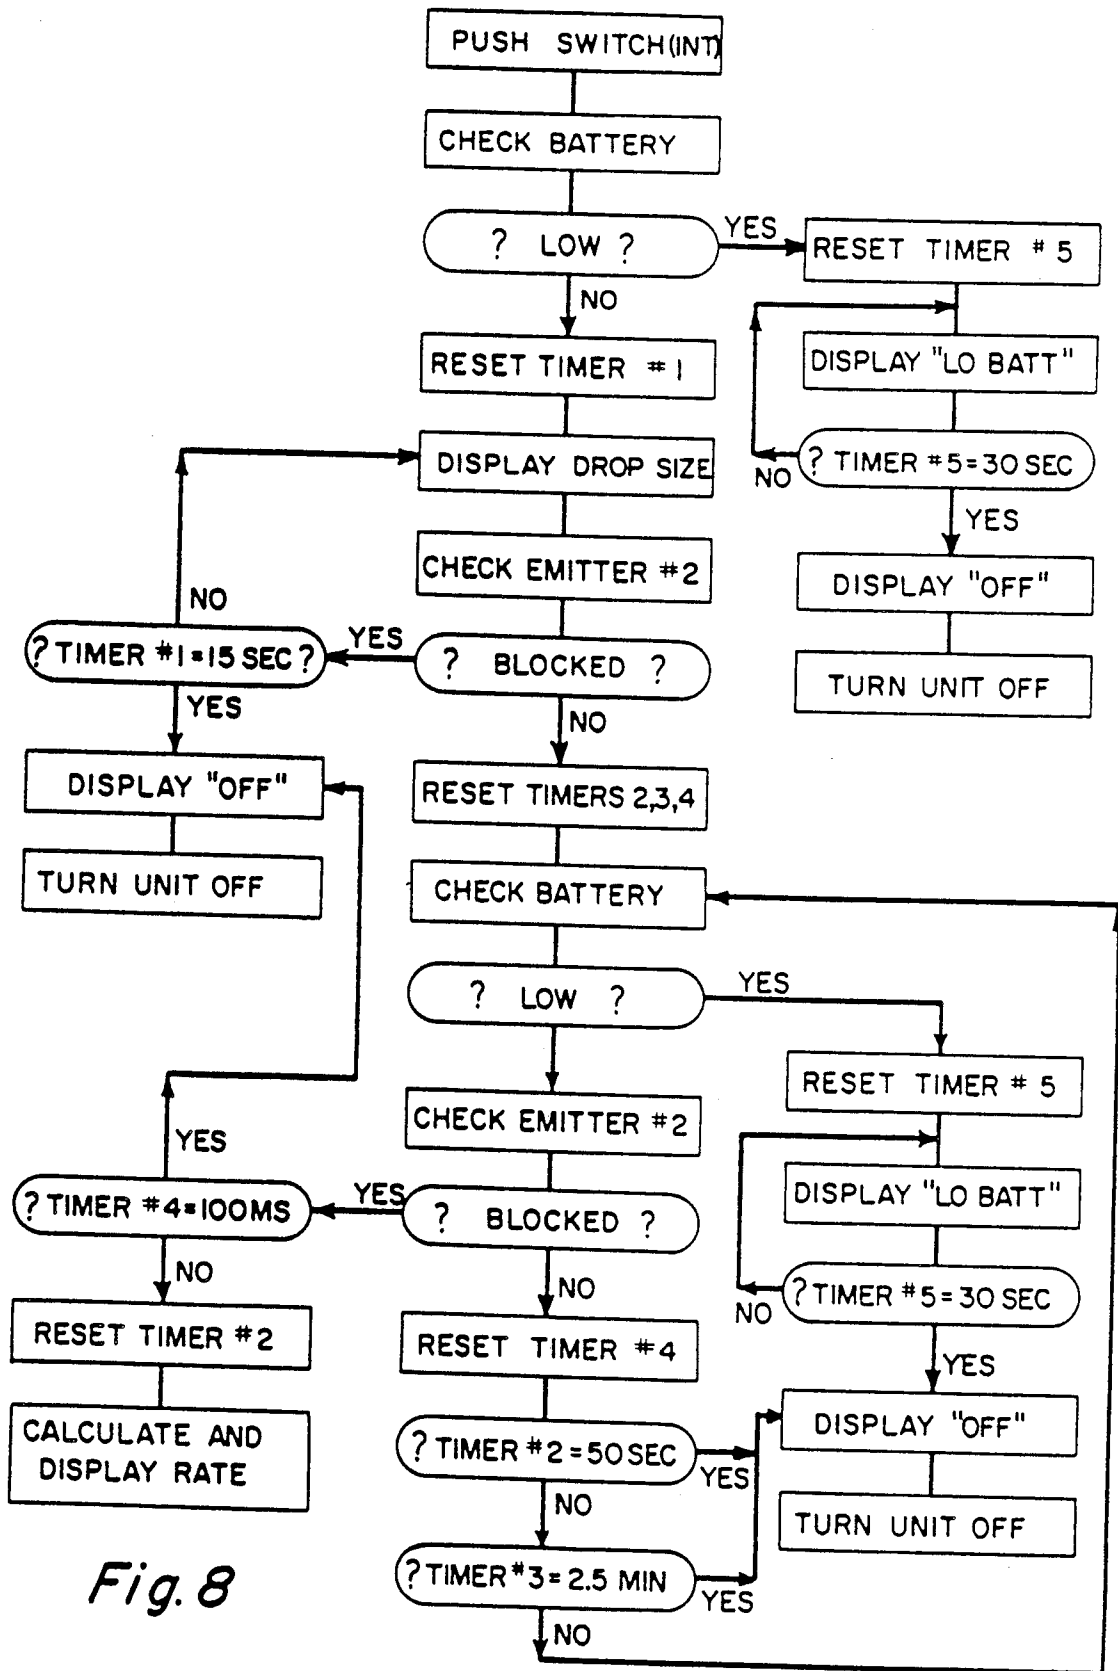 PUSH SWITCH(INT)
CHECK BATTERY
? LOW ?
YES
RESET TIMER #5
NO
RESET TIMER #1
DISPLAY "LO BATT"
DISPLAY DROP SIZE
? TIMER #5=30 SEC
NO
YES
CHECK EMITTER #2
DISPLAY "OFF"
NO
? TIMER #1=15 SEC ?
YES
? BLOCKED ?
TURN UNIT OFF
YES
NO
DISPLAY "OFF"
RESET TIMERS 2,3,4
TURN UNIT OFF
CHECK BATTERY
? LOW ?
YES
RESET TIMER #5
CHECK EMITTER #2
YES
DISPLAY "LO BATT"
? TIMER #4=100MS
YES
? BLOCKED ?
NO
NO
? TIMER #5=30 SEC
NO
RESET TIMER #2
RESET TIMER #4
YES
CALCULATE AND
DISPLAY RATE
? TIMER #2=50 SEC
YES
DISPLAY "OFF"
NO
TURN UNIT OFF
? TIMER #3=2.5 MIN
YES
NO
Fig. 8